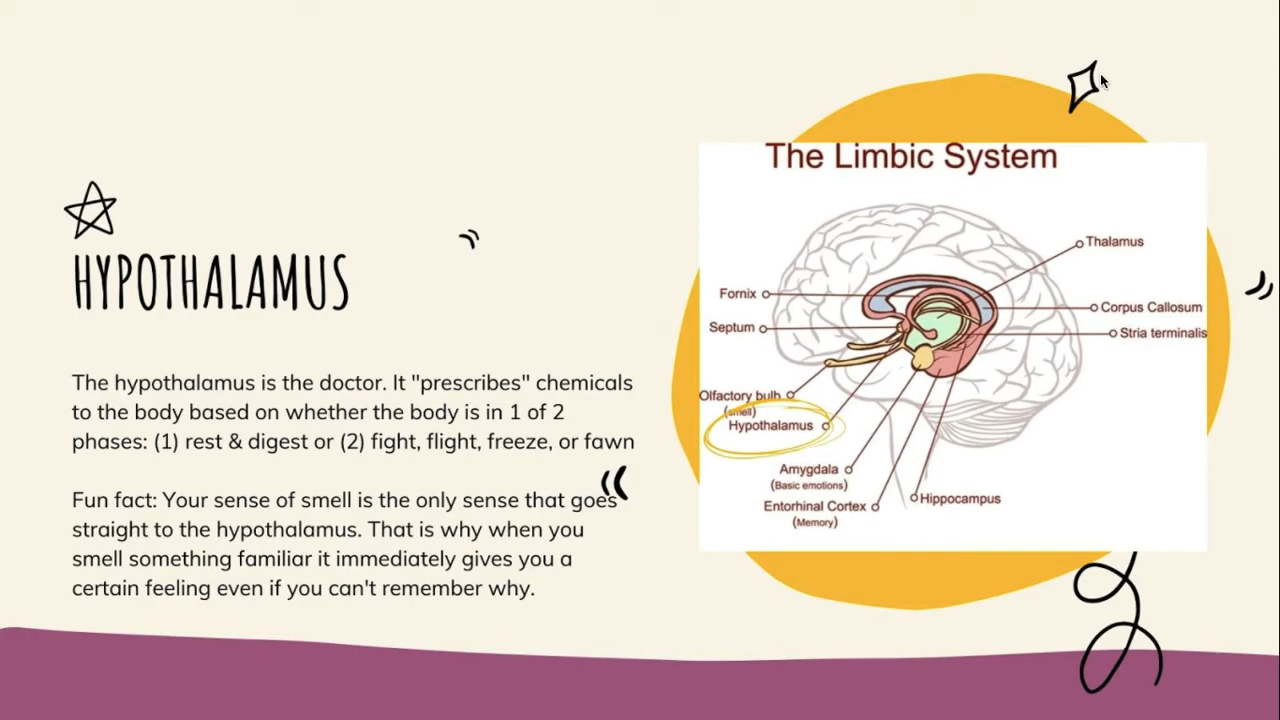 HYPOTHALAMUS
The hypothalamus is the doctor. It "prescribes" chemicals
to the body based on whether the body is in 1 of 2
phases: (1) rest & digest or (2) fight, flight, freeze, or fawn
Fun fact: Your sense of smell is the only sense that goes
straight to the hypothalamus. That is why when you
smell something familiar it immediately gives you a
certain feeling even if you can't remember why.
The Limbic System
Thalamus
Fornix
Corpus Callosum
Septum
Stria terminalis
Olfactory bulb
(smell)
Hypothalamus
Amygdala
(Basic emotions)
Hippocampus
Entorhinal Cortex
(Memory)